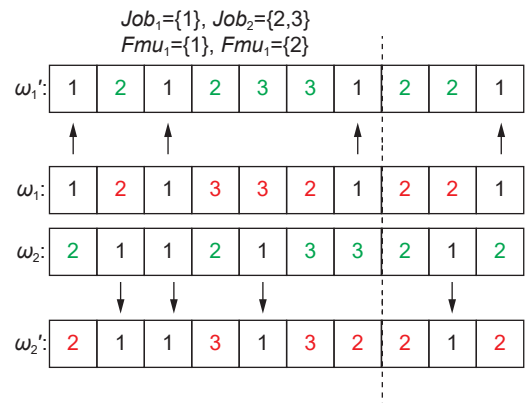 Job₁={1}, Job₂={2,3}
Fmu₁={1}, Fmu₁={2}
ω₁′: 1 2 1 2 3 3 1 2 2 1
ω₁: 1 2 1 3 3 2 1 2 2 1
ω₂: 2 1 1 2 1 3 3 2 1 2
ω₂′: 2 1 1 3 1 3 2 2 1 2